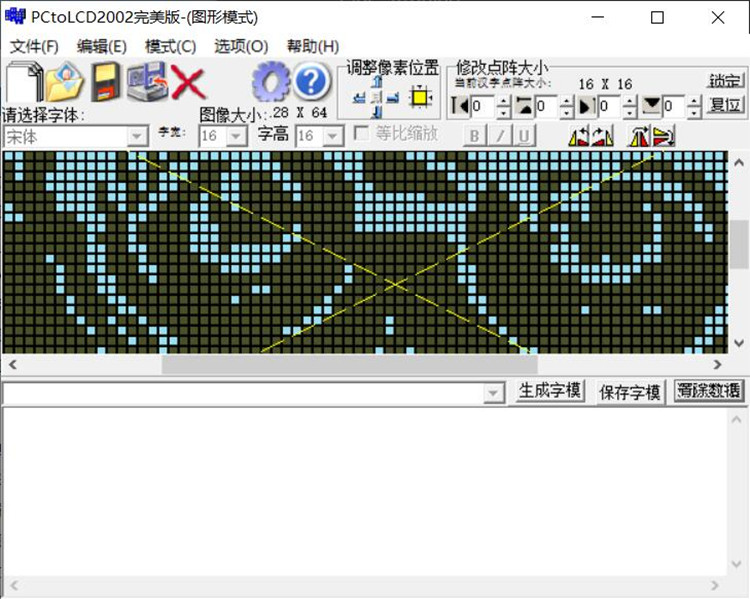 PCtoLCD2002完美版-(图形模式)
文件(F) 编辑(E) 模式(C) 选项(O) 帮助(H)
调整像素位置 修改点阵大小
当前汉字点阵大小: 16 X 16 锁定
0 0 0 0 复位
请选择字体: 图像大小:.28 X 64
宋体 字宽: 16 字高 16 等比缩放 B I U
生成字模 保存字模 清除数据